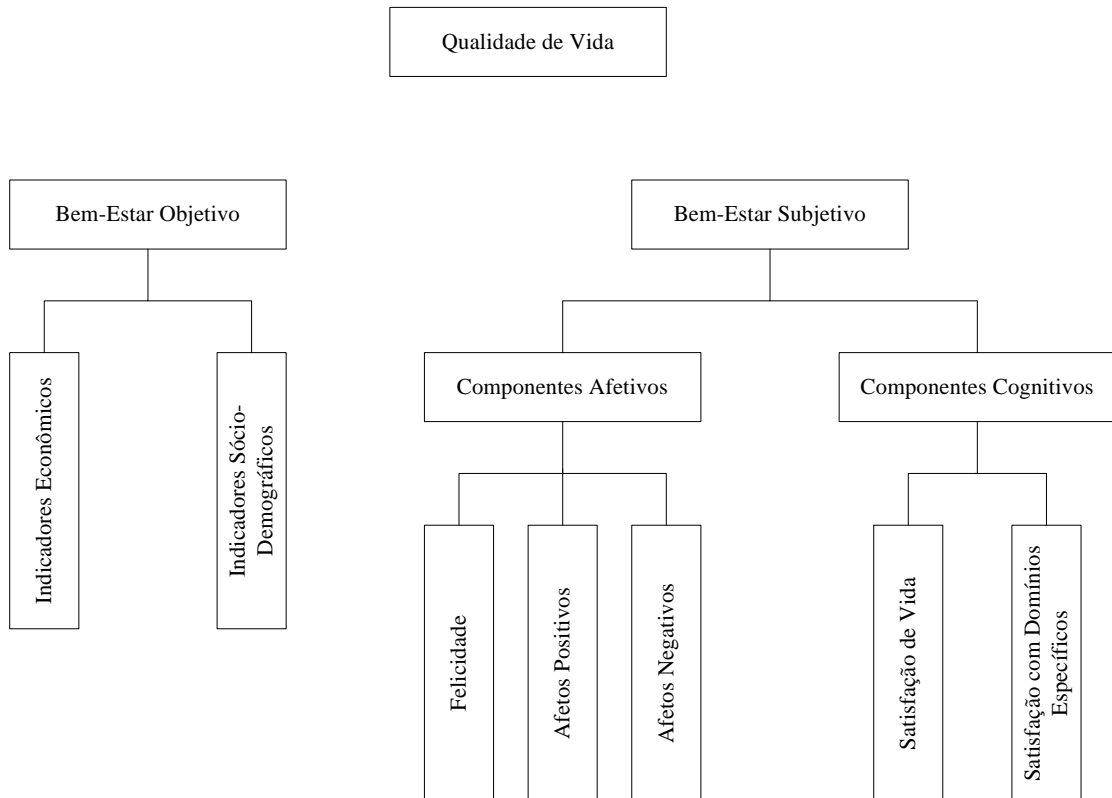 Qualidade de Vida
Bem-Estar Objetivo
Bem-Estar Subjetivo
Componentes Afetivos
Componentes Cognitivos
Indicadores Econômicos
Indicadores Sócio-
Demográficos
Felicidade
Afetos Positivos
Afetos Negativos
Satisfação de Vida
Satisfação com Domínios
Específicos